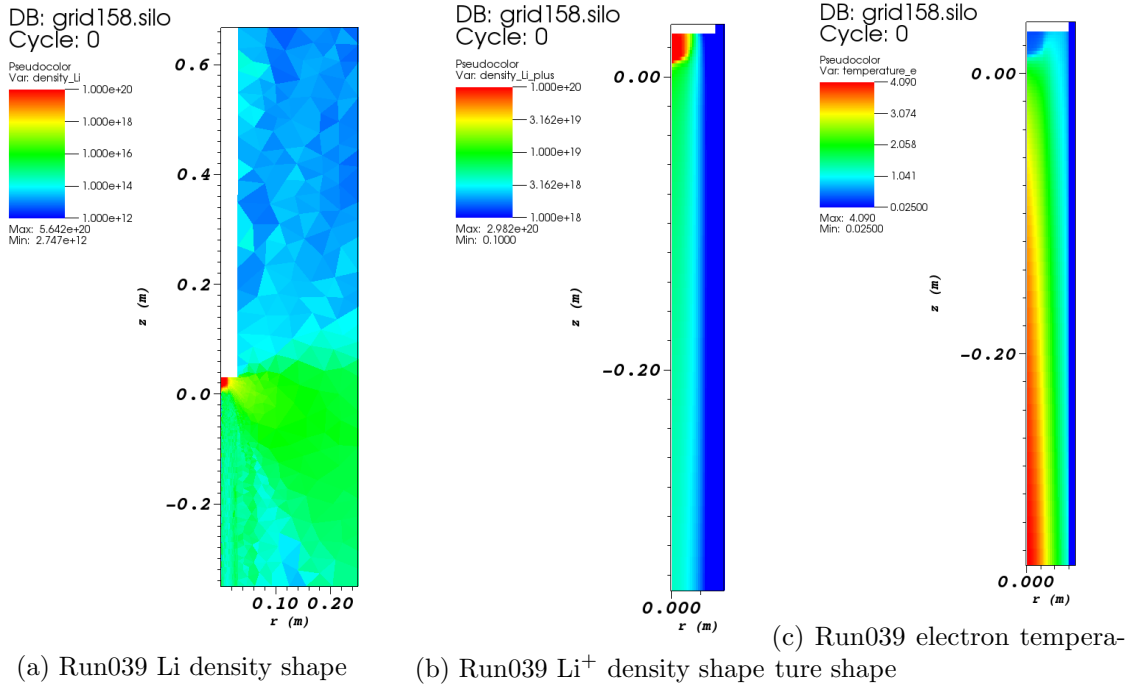 DB: grid158.silo
Cycle: 0
Pseudocolor
Var: density_Li
1.000e+20
1.000e+18
1.000e+16
1.000e+14
1.000e+12
Max: 5.642e+20
Min: 2.747e+12
0.6
0.4
0.2
0.0
-0.2
z (m)
0.10 0.20
r (m)
(a) Run039 Li density shape
DB: grid158.silo
Cycle: 0
Pseudocolor
Var: density_Li_plus
1.000e+20
3.162e+19
1.000e+19
3.162e+18
1.000e+18
Max: 2.982e+20
Min: 0.1000
0.00
-0.20
z (m)
0.000
r (m)
(b) Run039 Li⁺ density shape
DB: grid158.silo
Cycle: 0
Pseudocolor
Var: temperature_e
4.090
3.074
2.058
1.041
0.02500
Max: 4.090
Min: 0.02500
0.00
-0.20
z (m)
0.000
r (m)
(c) Run039 electron tempera-
ture shape